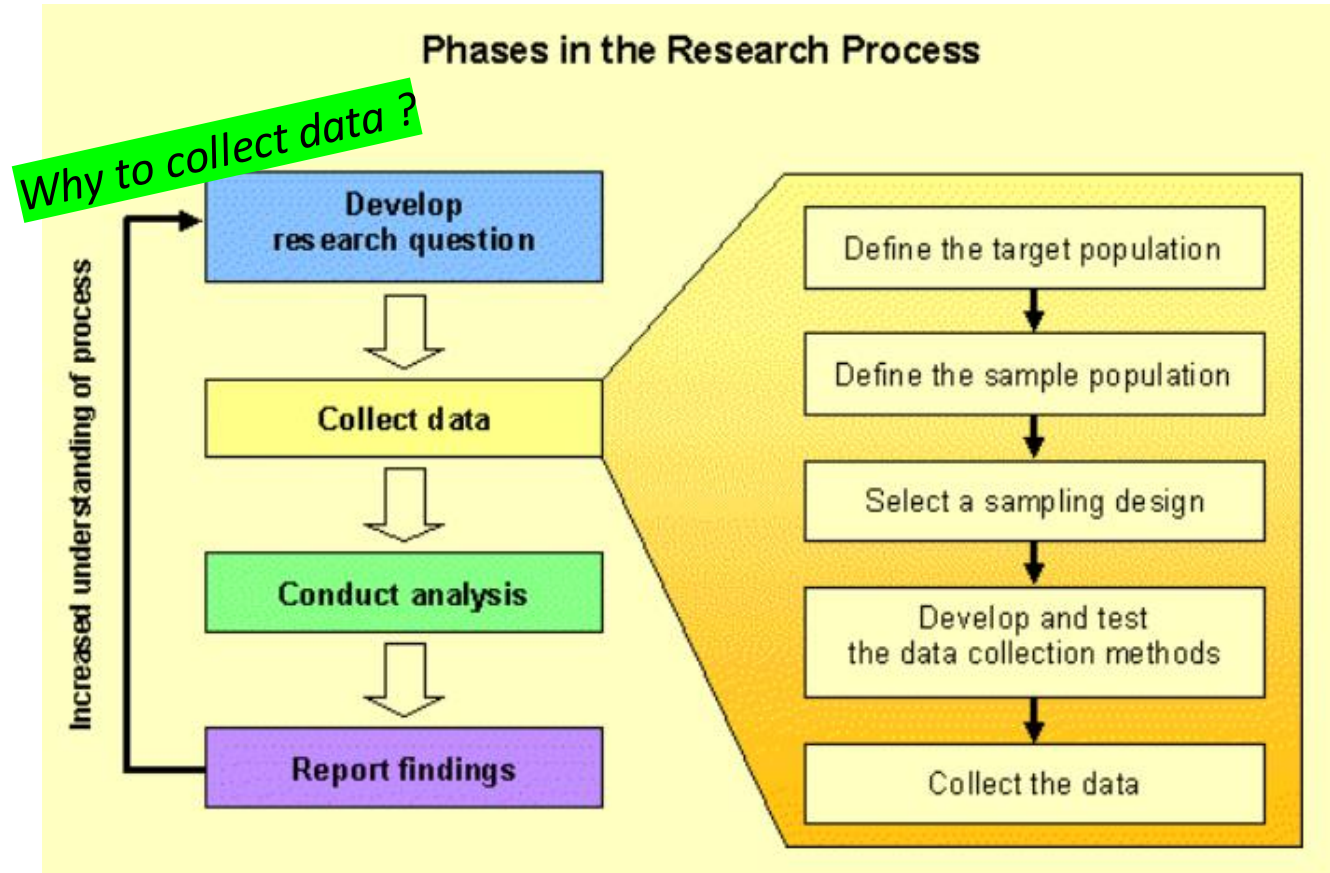 Phases in the Research Process
Why to collect data ?
Develop
research question
Collect data
Conduct analysis
Report findings
Increased understanding of process
Define the target population
Define the sample population
Select a sampling design
Develop and test
the data collection methods
Collect the data